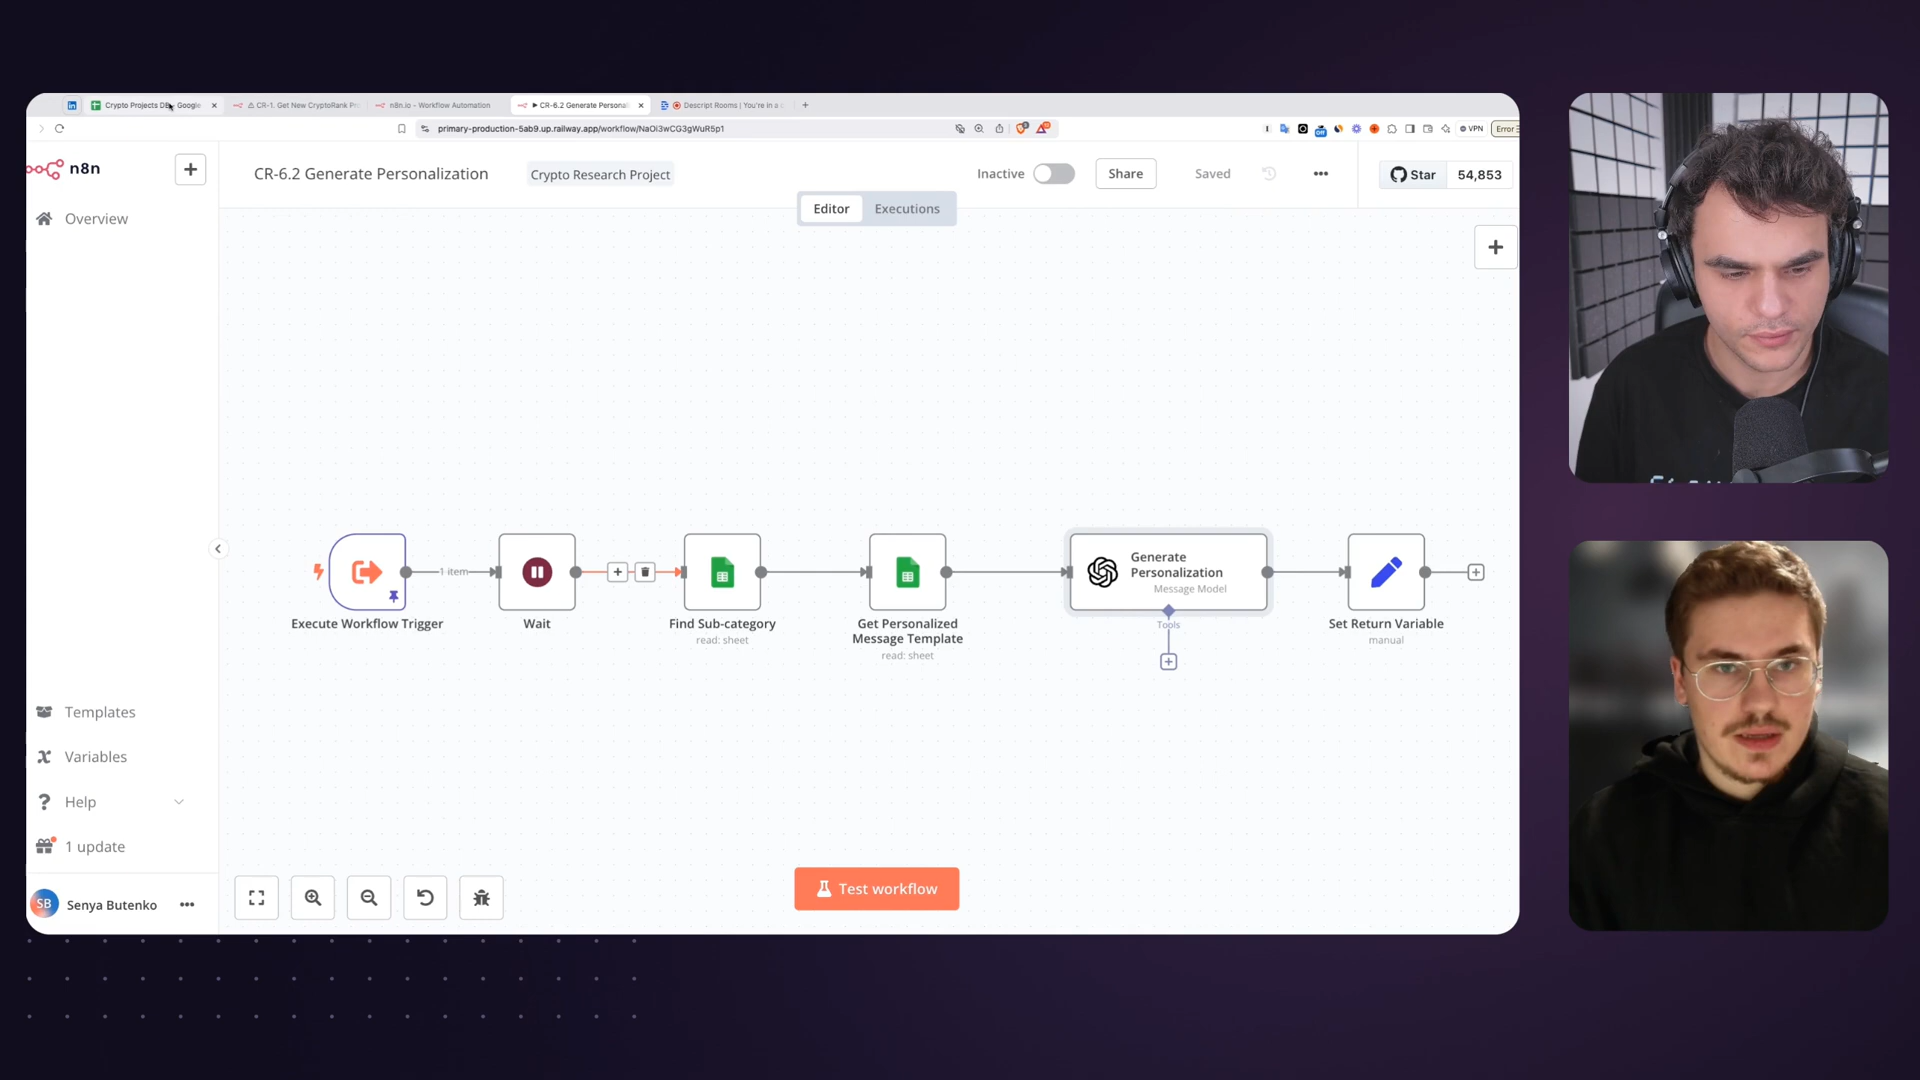 Crypto Projects DB - Google
CR-1. Get New CryptoRank Pr
n8n.io - Workflow Automation
CR-6.2 Generate Personal
Descript Rooms | You're in a
primary-production-5ab9.up.railway.app/workflow/NaOi3wCG3gWuR5p1
VPN
Error
n8n
CR-6.2 Generate Personalization
Crypto Research Project
Inactive
Share
Saved
Star
54,853
Editor
Executions
Overview
1 item
Generate
Personalization
Message Model
Tools
Execute Workflow Trigger
Wait
Find Sub-category
read: sheet
Get Personalized
Message Template
read: sheet
Set Return Variable
manual
Templates
Variables
Help
1 update
SB
Senya Butenko
Test workflow